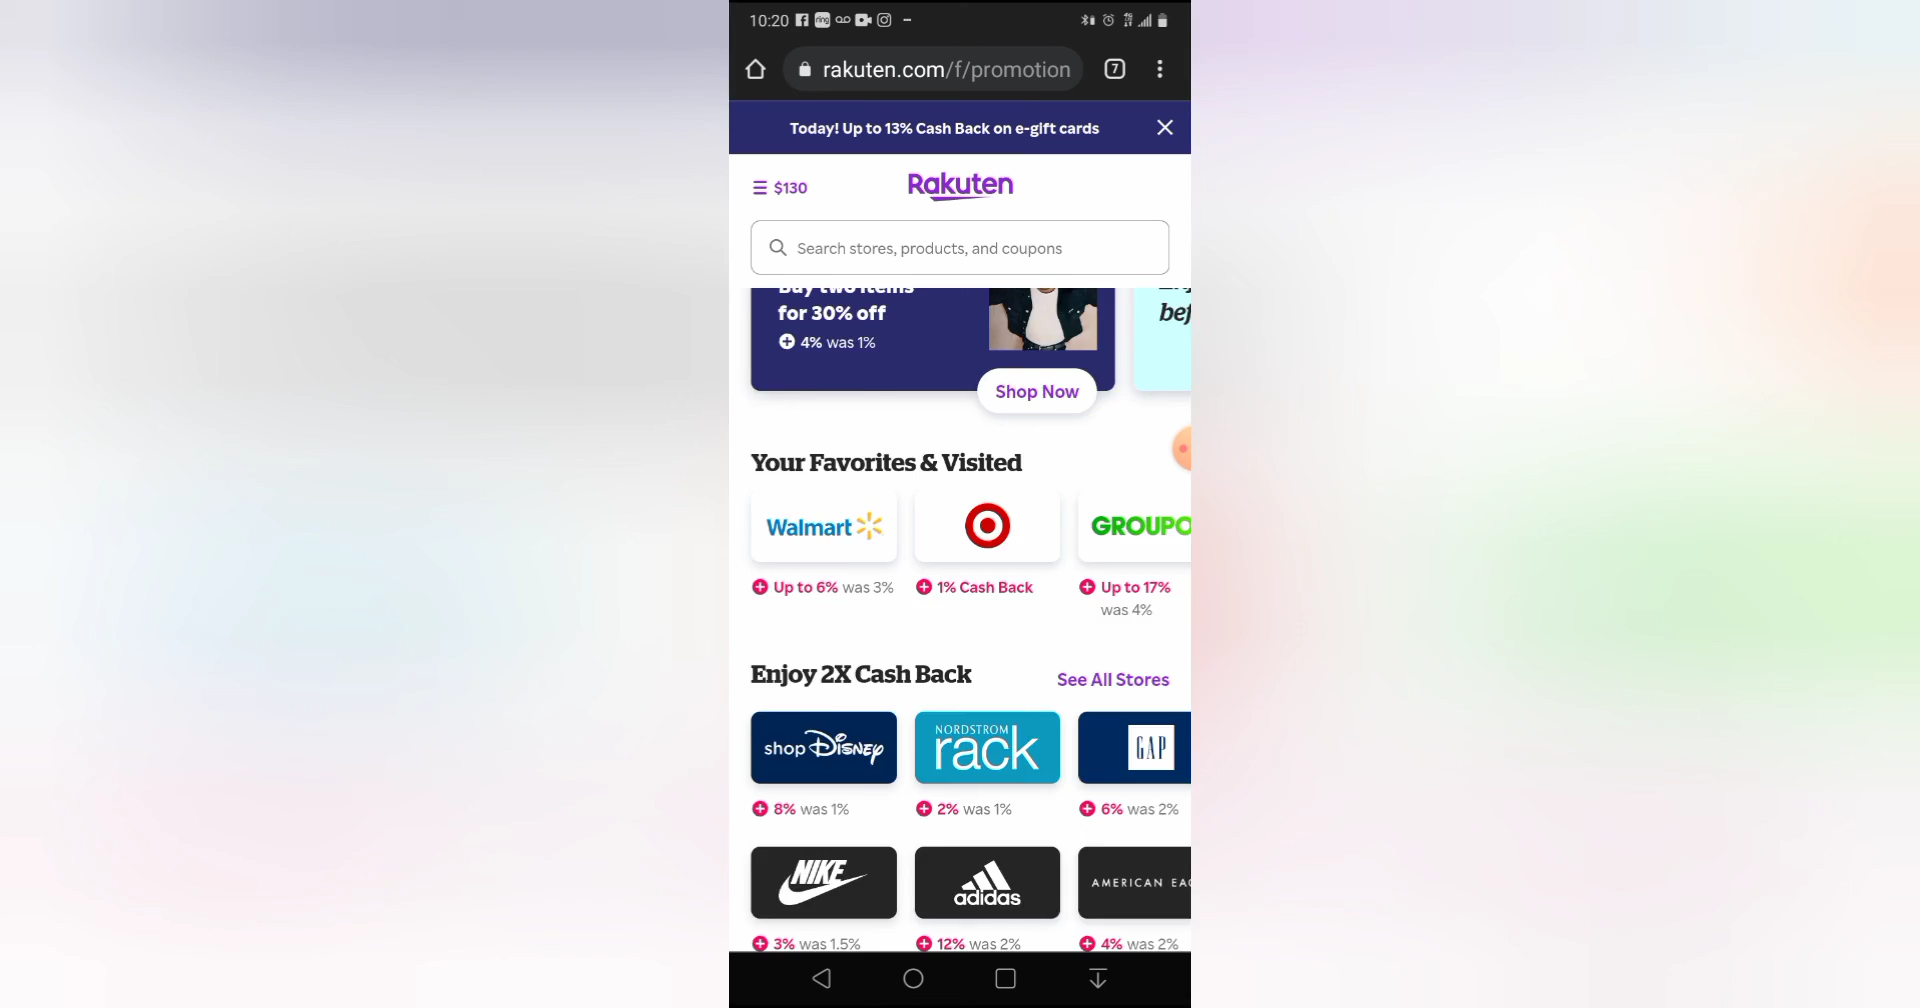 10:20
rakuten.com/f/promotion
7
Today! Up to 13% Cash Back on e-gift cards
$130
Rakuten
Search stores, products, and coupons
Buy two items
for 30% off
4% was 1%
bef
Shop Now
Your Favorites & Visited
Walmart
GROUPO
Up to 6% was 3%
1% Cash Back
Up to 17%
was 4%
Enjoy 2X Cash Back
See All Stores
shop Disney
NORDSTROM
rack
GAP
8% was 1%
2% was 1%
6% was 2%
NIKE
adidas
AMERICAN EAG
3% was 1.5%
12% was 2%
4% was 2%